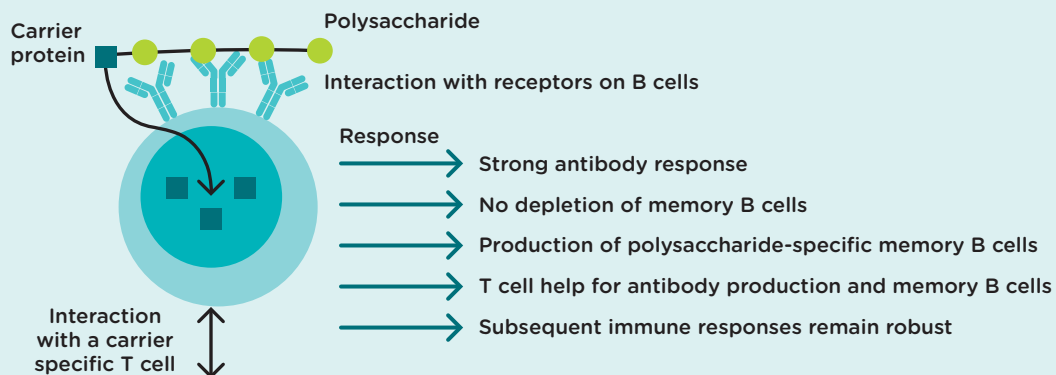 Carrier
protein
Polysaccharide
Interaction with receptors on B cells
Response
Strong antibody response
No depletion of memory B cells
Production of polysaccharide-specific memory B cells
T cell help for antibody production and memory B cells
Subsequent immune responses remain robust
Interaction
with a carrier
specific T cell